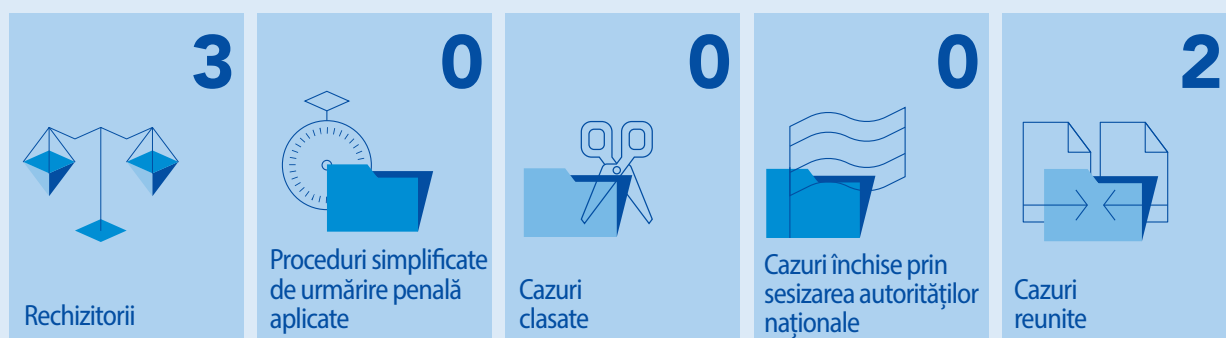 3
Rechizitorii
0
Proceduri simplificate
de urmărire penală
aplicate
0
Cazuri
clasate
0
Cazuri închise prin
sesizarea autorităților
naționale
2
Cazuri
reunite